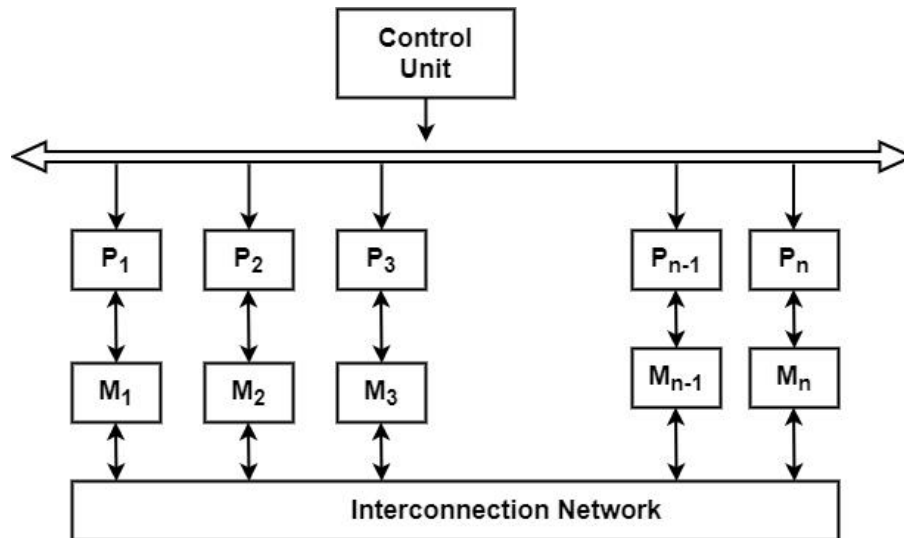 Control
Unit
P1 P2 P3 Pn-1 Pn
M1 M2 M3 Mn-1 Mn
Interconnection Network